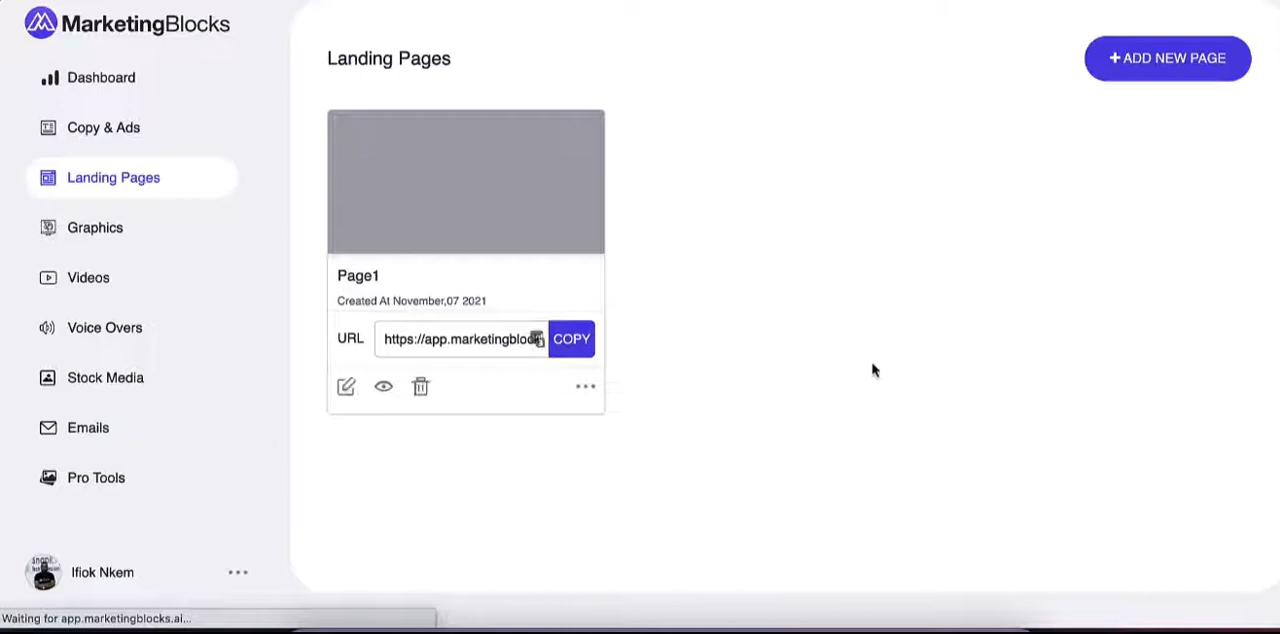 MarketingBlocks
Dashboard
Copy & Ads
Landing Pages
Graphics
Videos
Voice Overs
Stock Media
Emails
Pro Tools
Ifiok Nkem
Landing Pages
+ ADD NEW PAGE
Page1
Created At November,07 2021
URL https://app.marketingblock COPY
Waiting for app.marketingblocks.ai...